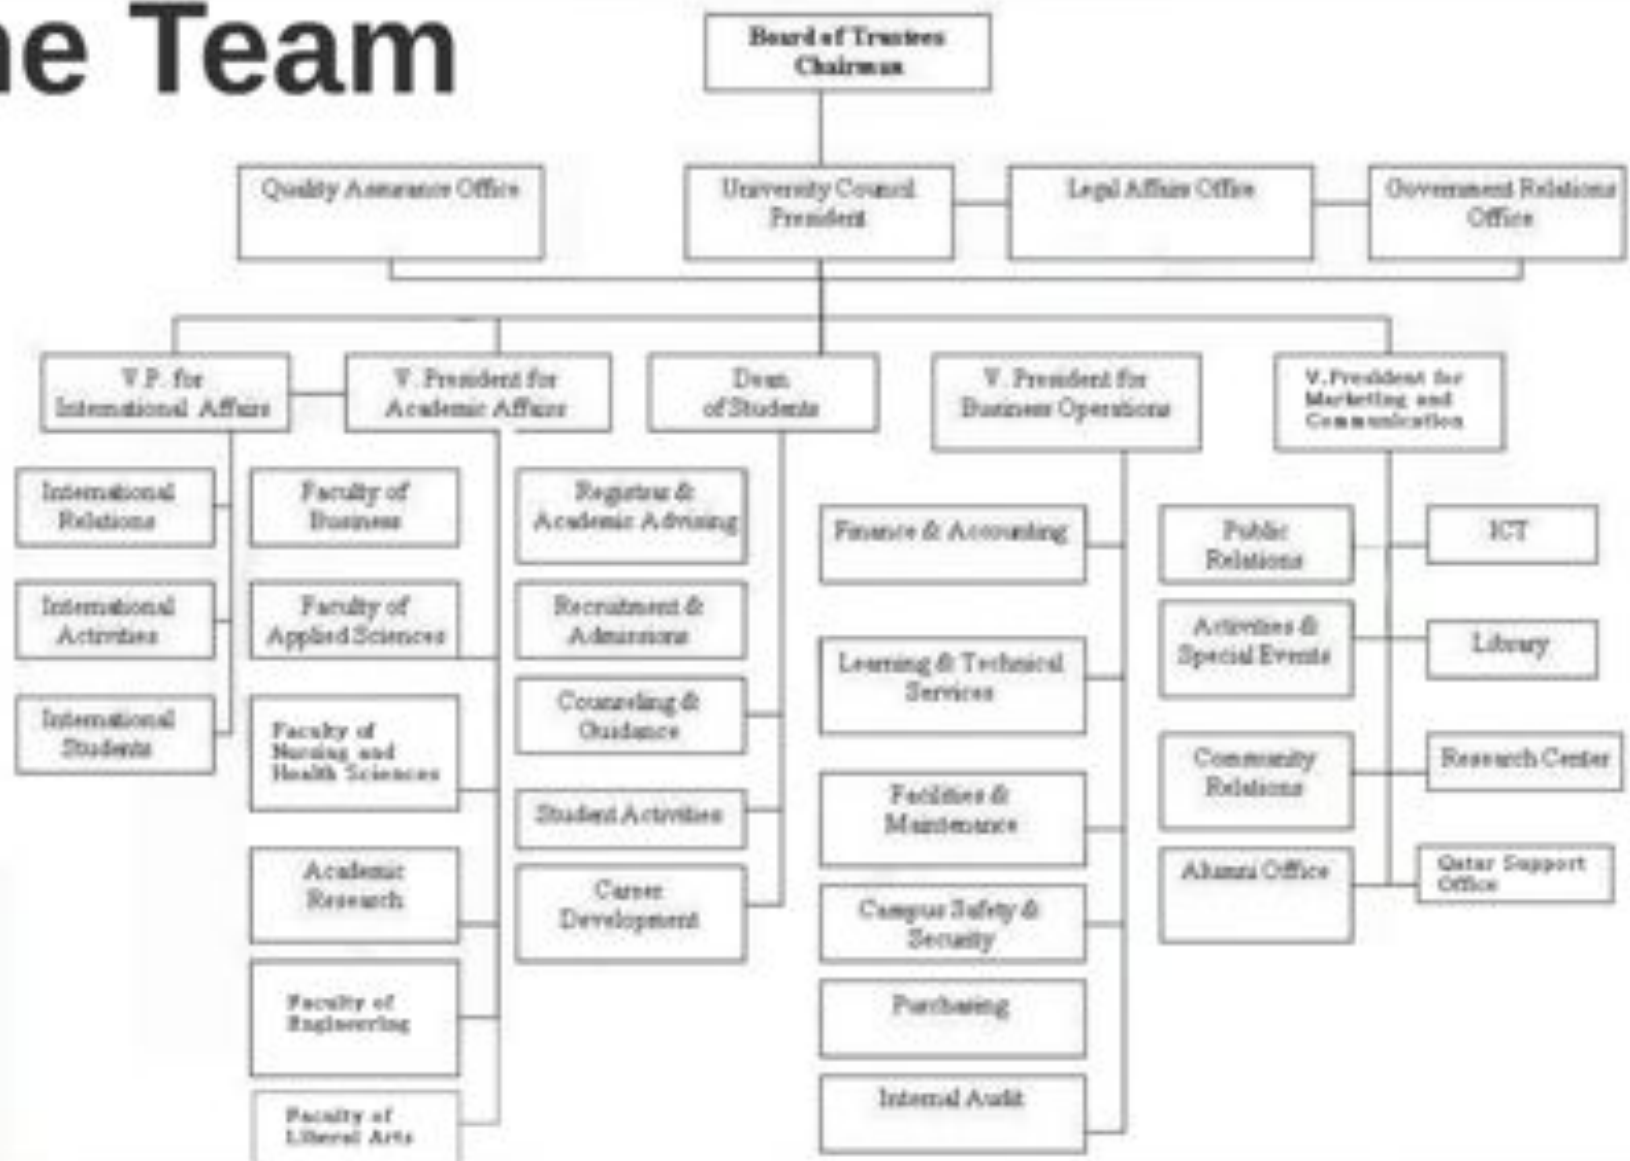 ne Team
Board of Trustees
Chairman
Quality Assurance Office
University Council
President
Legal Affairs Office
Government Relations
Office
V.P. for
International Affairs
V. President for
Academic Affairs
Dean
of Students
V. President for
Business Operations
V.President for
Marketing and
Communication
International
Relations
International
Activities
International
Students
Faculty of
Business
Faculty of
Applied Sciences
Faculty of
Nursing and
Health Sciences
Academic
Research
Faculty of
Engineering
Faculty of
Liberal Arts
Registrar &
Academic Advising
Recruitment &
Admissions
Counseling &
Guidance
Student Activities
Career
Development
Finance & Accounting
Learning & Technical
Services
Facilities &
Maintenance
Campus Safety &
Security
Purchasing
Internal Audit
Public
Relations
Activities &
Special Events
Community
Relations
Alumni Office
ICT
Library
Research Center
Qatar Support
Office